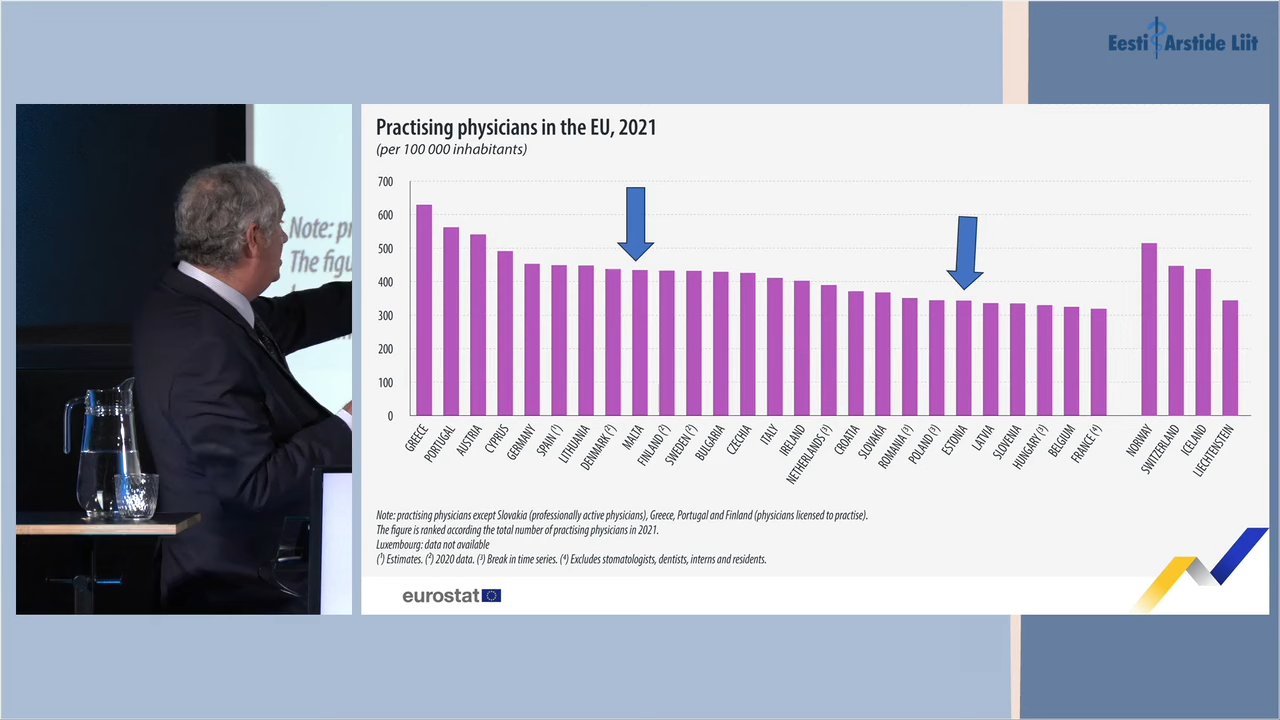 Eesti Arstide Liit
Practising physicians in the EU, 2021
(per 100 000 inhabitants)
700
600
500
400
300
200
100
0
GREECE
PORTUGAL
AUSTRIA
CYPRUS
GERMANY
SPAIN (¹)
LITHUANIA
DENMARK (²)
MALTA
FINLAND (²)
SWEDEN (²)
BULGARIA
CZECHIA
ITALY
IRELAND
NETHERLANDS (³)
CROATIA
SLOVAKIA
ROMANIA (³)
POLAND (³)
ESTONIA
LATVIA
SLOVENIA
HUNGARY (³)
BELGIUM
FRANCE (⁴)
NORWAY
SWITZERLAND
ICELAND
LIECHTENSTEIN
Note: practising physicians except Slovakia (professionally active physicians), Greece, Portugal and Finland (physicians licensed to practise).
The figure is ranked according the total number of practising physicians in 2021.
Luxembourg: data not available
(¹) Estimates. (²) 2020 data. (³) Break in time series. (⁴) Excludes stomatologists, dentists, interns and residents.
eurostat
Note: pr
The figu